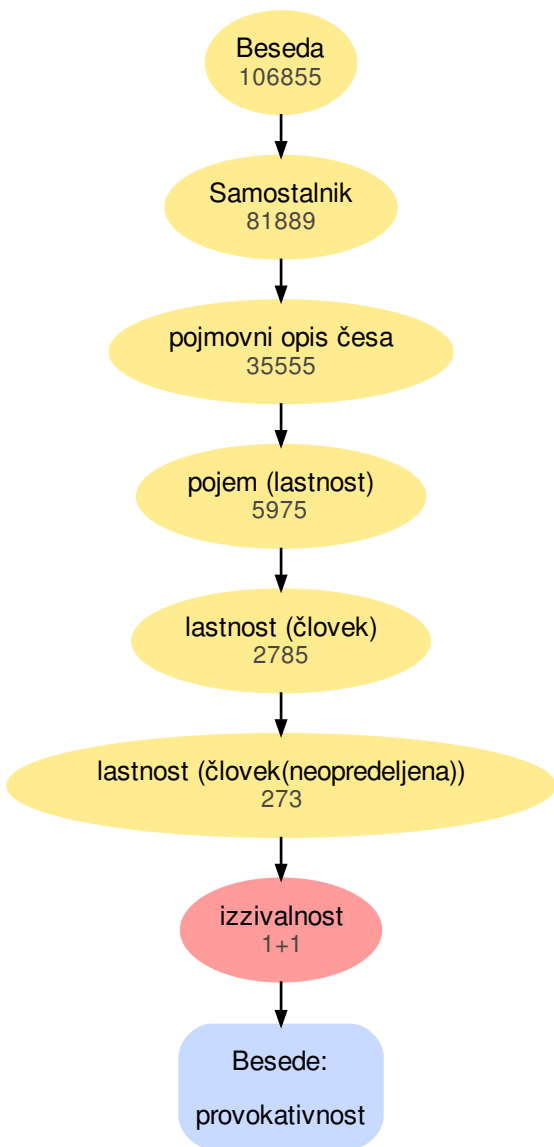 Beseda
106855
Samostalnik
81889
pojmovni opis česa
35555
pojem (lastnost)
5975
lastnost (človek)
2785
lastnost (človek(neopredeljena))
273
izzivalnost
1+1
Besede:
provokativnost